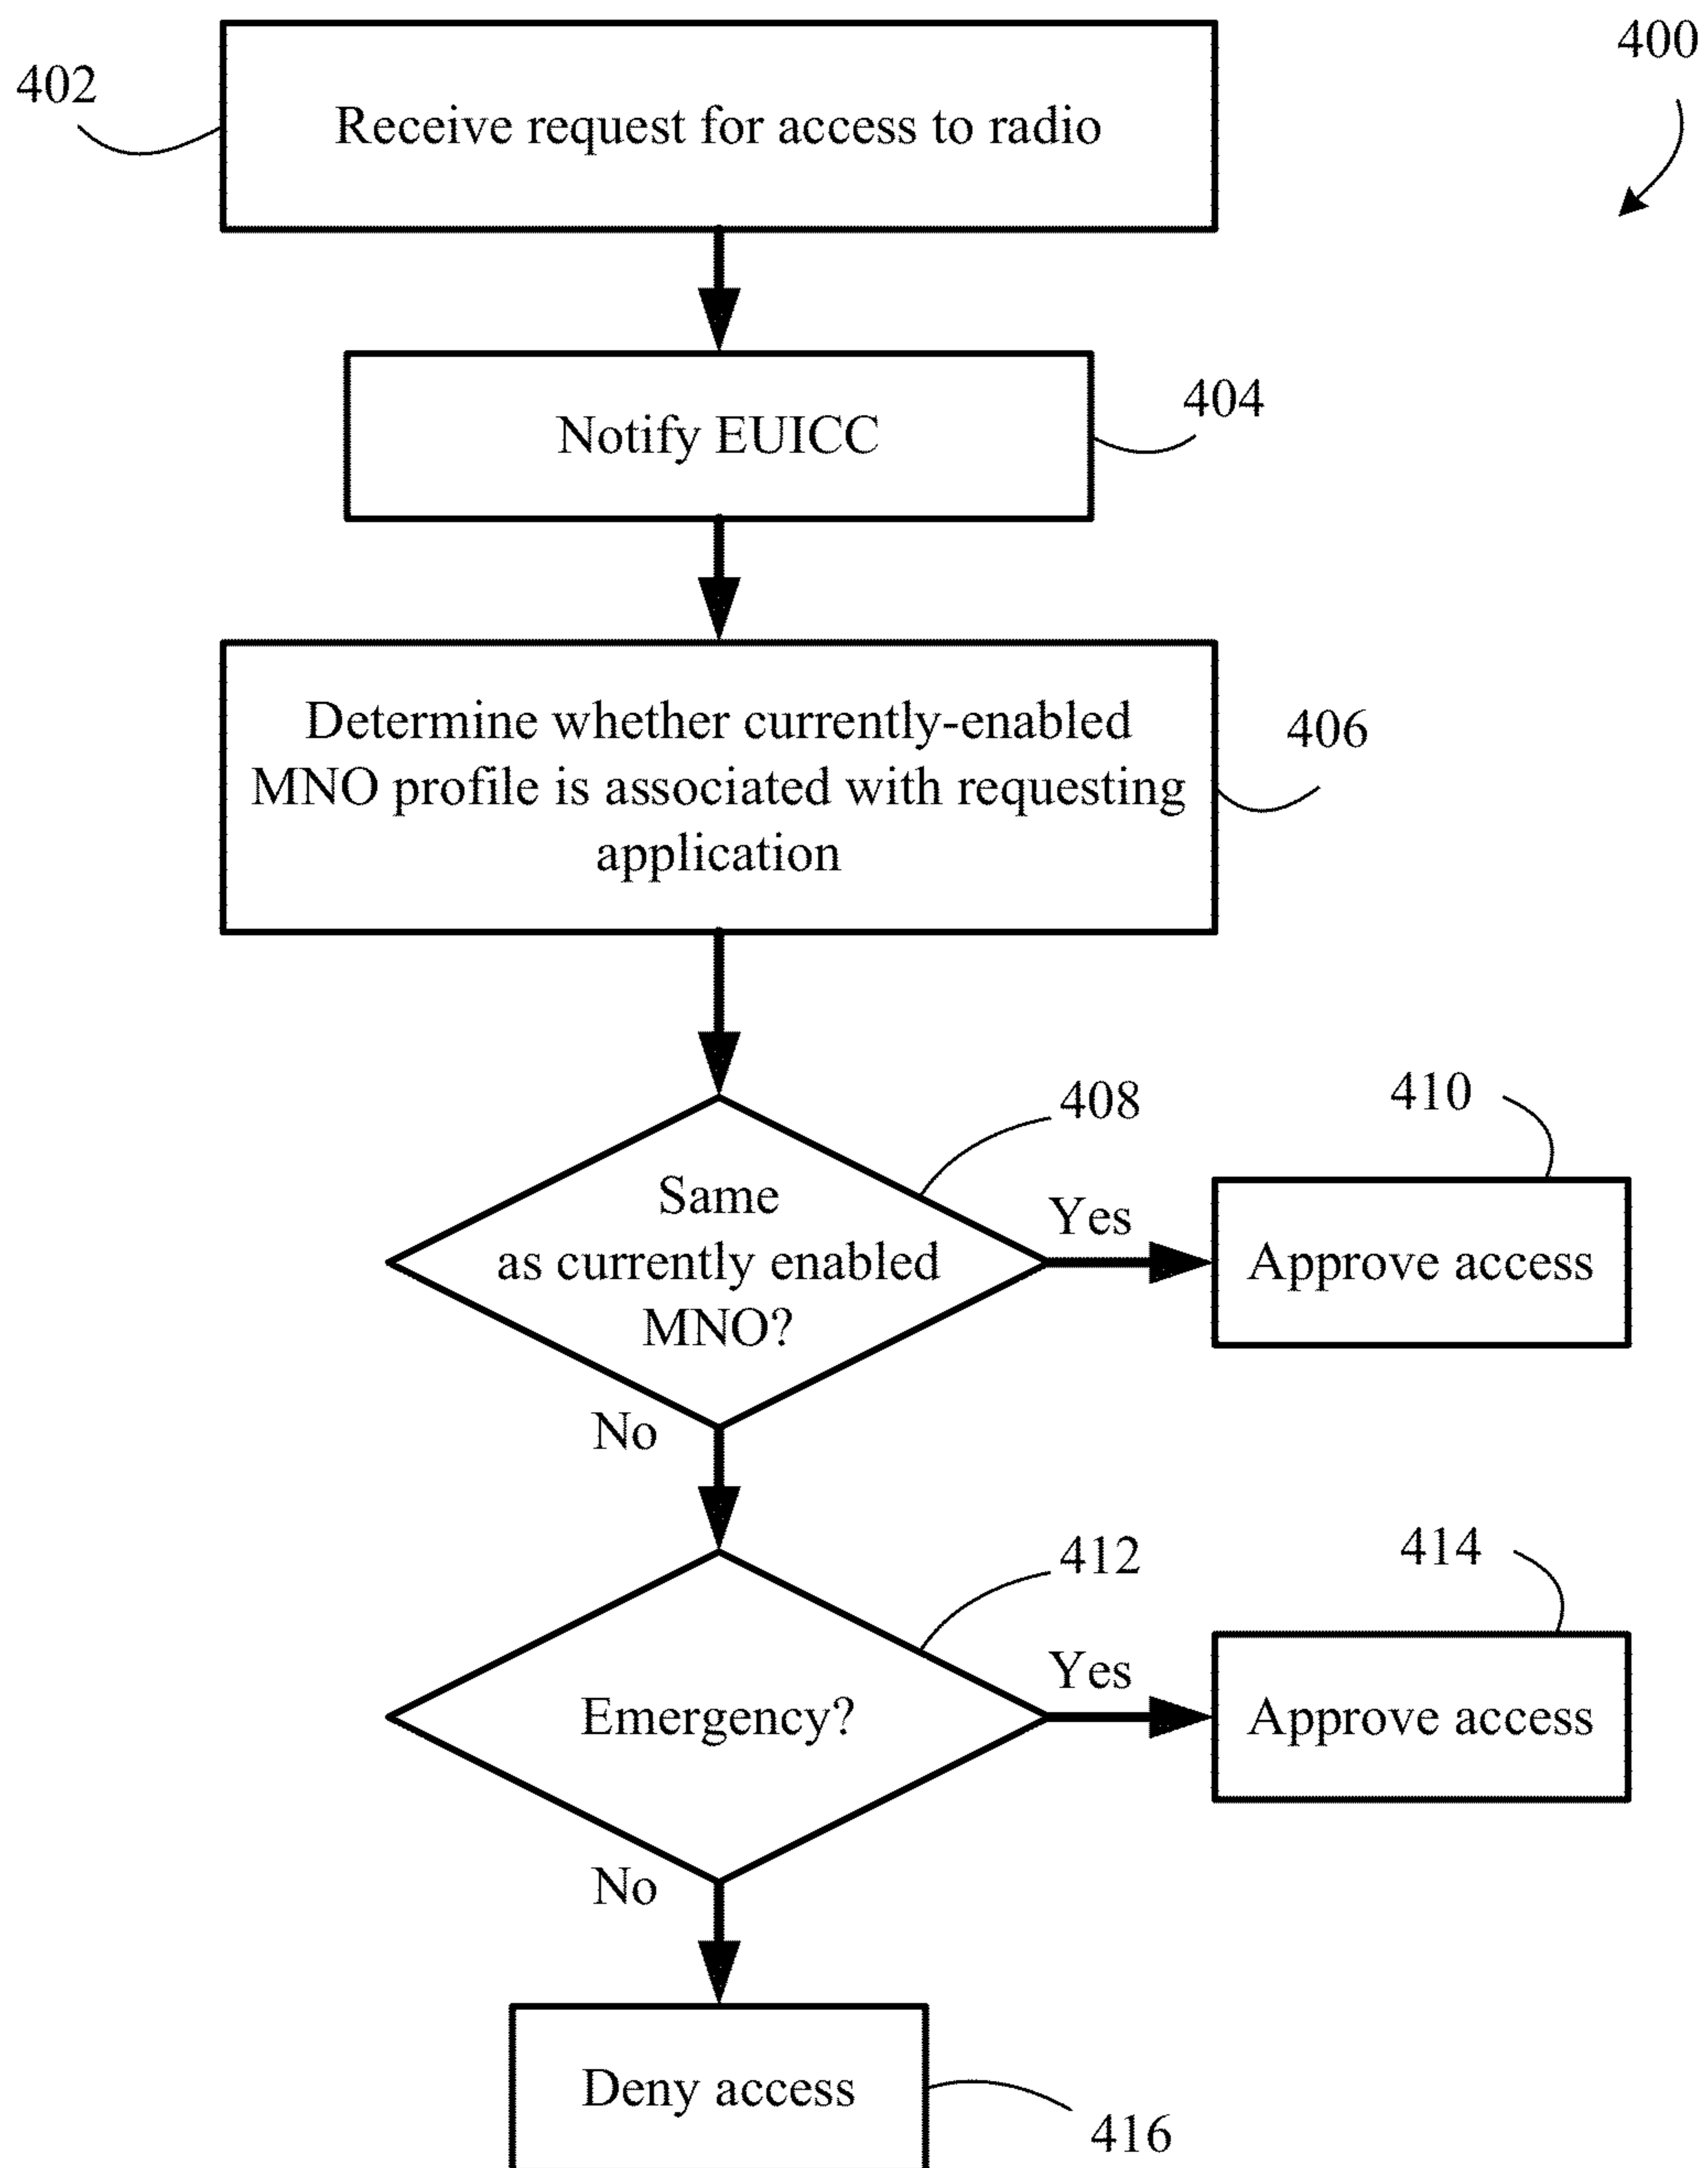 400
402
Receive request for access to radio
404
Notify EUICC
406
Determine whether currently-enabled
MNO profile is associated with requesting
application
408
410
Same
as currently enabled
MNO?
Yes
Approve access
No
412
414
Emergency?
Yes
Approve access
No
Deny access
416